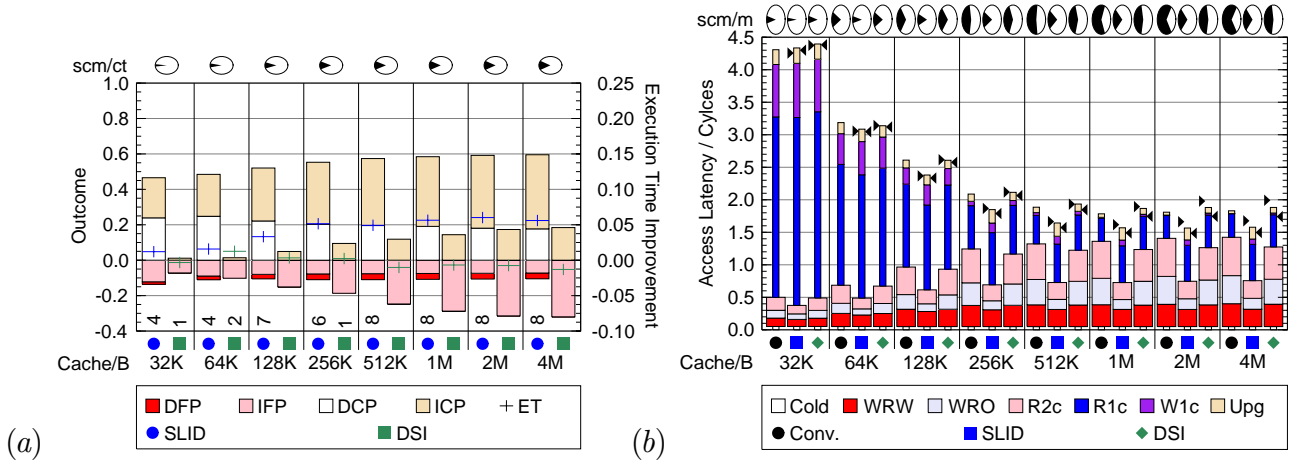 scm/ct
1.0
0.8
0.6
0.4
0.2
0.0
-0.2
-0.4
Outcome
0.25
0.20
0.15
0.10
0.05
0.00
-0.05
-0.10
Execution Time Improvement
4 1 4 2 7 6 1 8 8 8 8
Cache/B 32K 64K 128K 256K 512K 1M 2M 4M
DFP IFP DCP ICP ET
SLID DSI
(a)
scm/m
4.5
4.0
3.5
3.0
2.5
2.0
1.5
1.0
0.5
0.0
Access Latency / Cylces
Cache/B 32K 64K 128K 256K 512K 1M 2M 4M
Cold WRW WRO R2c R1c W1c Upg
Conv. SLID DSI
(b)